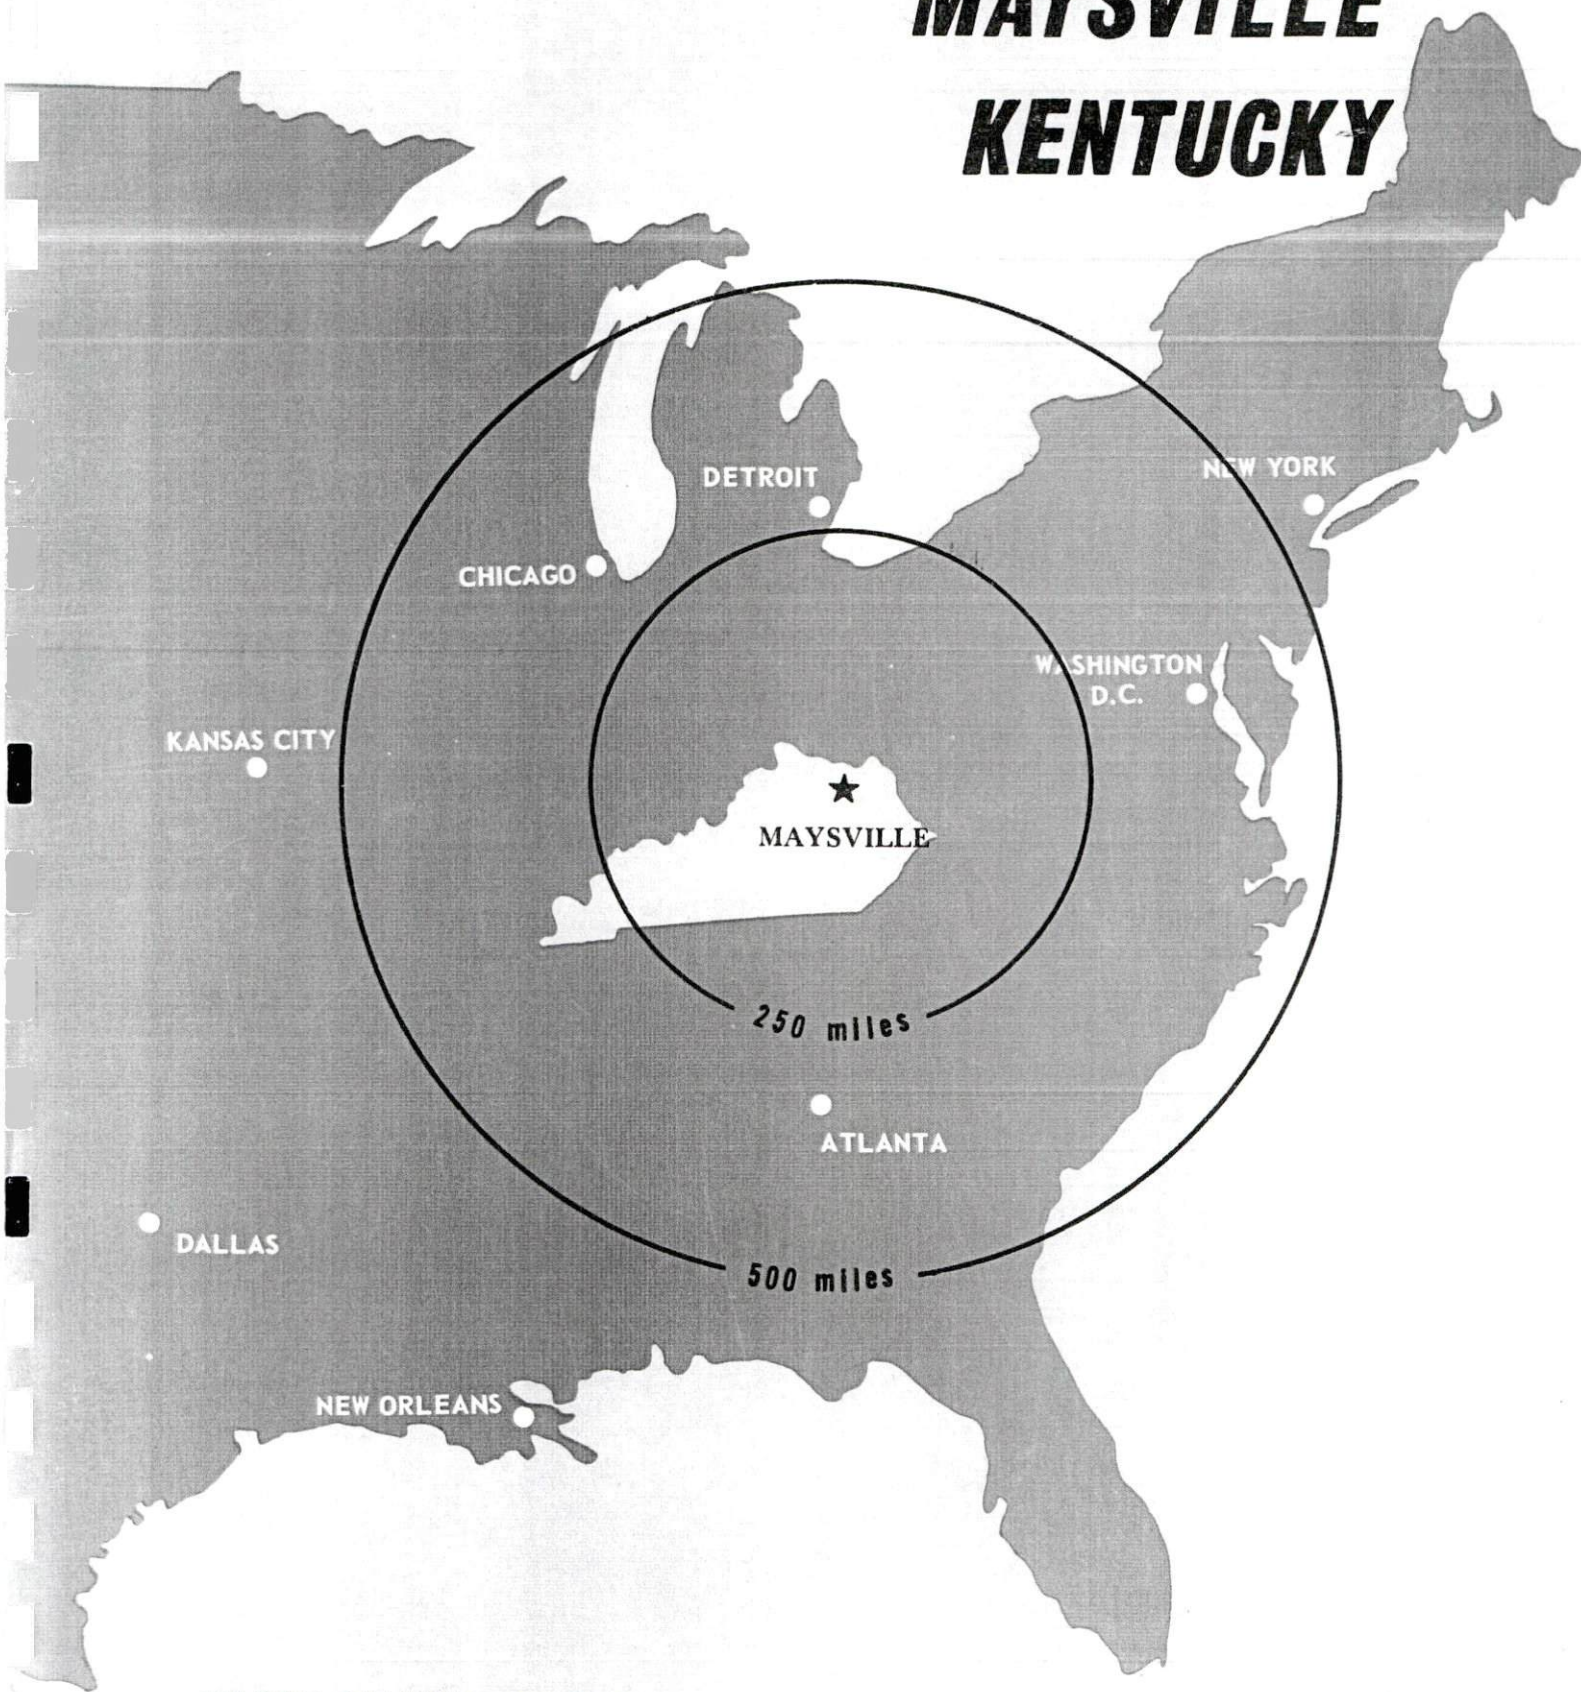 MAYSVILLE
KENTUCKY
DETROIT
NEW YORK
CHICAGO
WASHINGTON
D.C.
KANSAS CITY
MAYSVILLE
250 miles
ATLANTA
DALLAS
500 miles
NEW ORLEANS